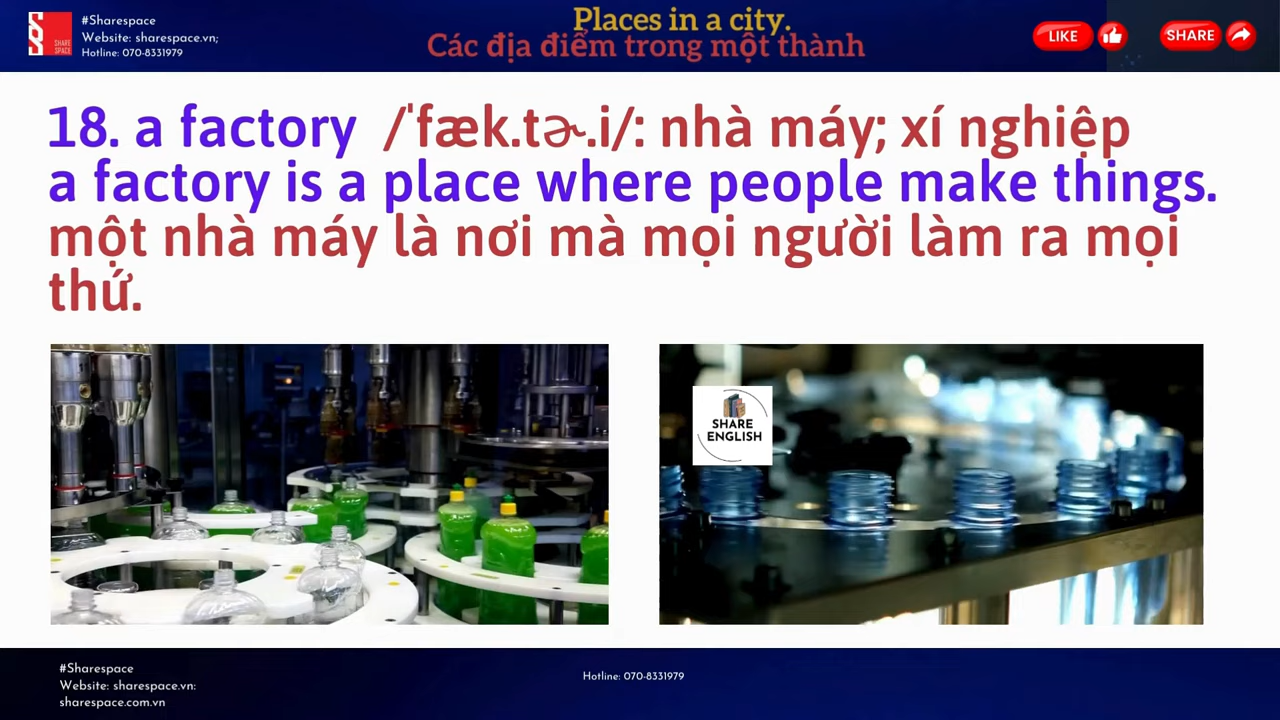 SHARE
SPACE
#Sharespace
Website: sharespace.vn;
Hotline: 070-8331979
Places in a city.
Các địa điểm trong một thành
LIKE
SHARE
18. a factory /ˈfæk.tɚ.i/: nhà máy; xí nghiệp
a factory is a place where people make things.
một nhà máy là nơi mà mọi người làm ra mọi
thứ.
SHARE
ENGLISH
#Sharespace
Website: sharespace.vn:
sharespace.com.vn
Hotline: 070-8331979